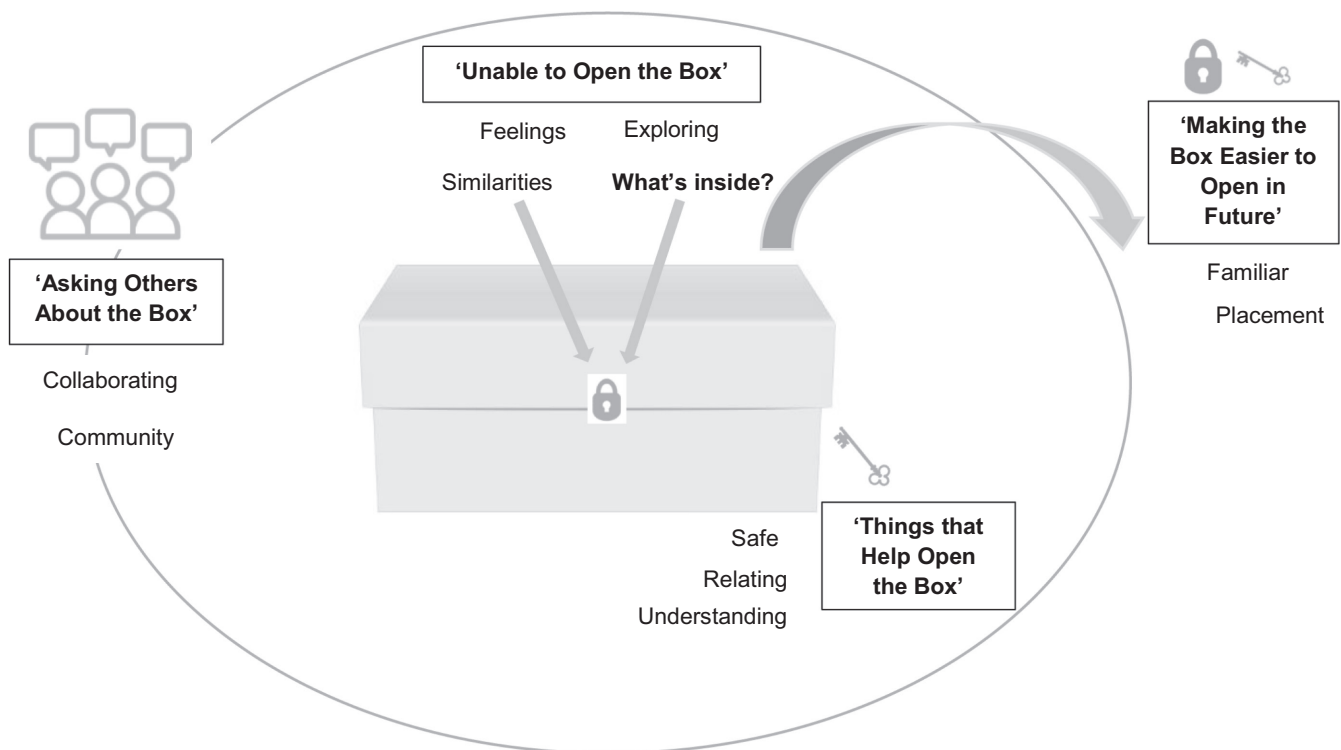 ‘Unable to Open the Box’
Feelings
Exploring
Similarities
What’s inside?
‘Asking Others
About the Box’
Collaborating
Community
‘Making the
Box Easier to
Open in
Future’
Familiar
Placement
‘Things that
Help Open
the Box’
Safe
Relating
Understanding